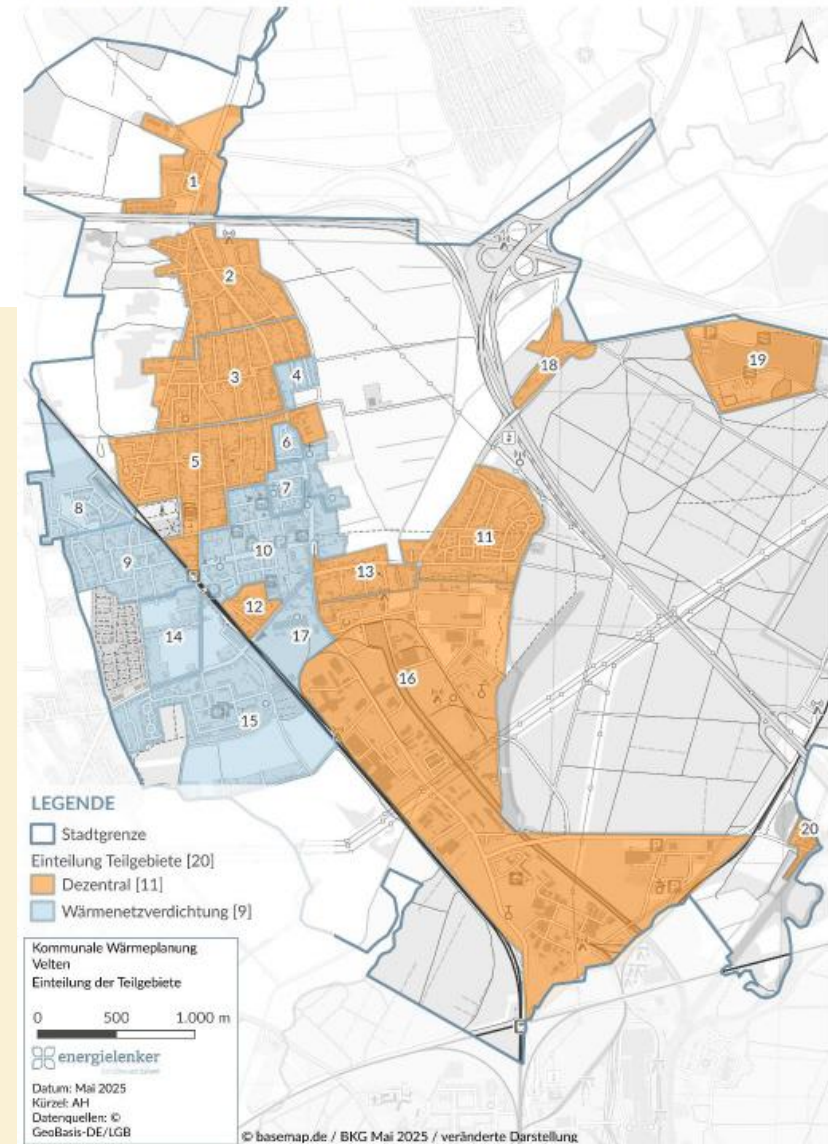 1
2
3
4
5
6
7
8
9
10
11
12
13
14
15
16
17
18
19
20
LEGENDE
Stadtgrenze
Einteilung Teilgebiete [20]
Dezentral [11]
Wärmenetzverdichtung [9]
Kommunale Wärmeplanung
Velten
Einteilung der Teilgebiete
0 500 1.000 m
energielenker
Datum: Mai 2025
Kürzel: AH
Datenquellen: ©
GeoBasis-DE/LGB
© basemap.de / BKG Mai 2025 / veränderte Darstellung